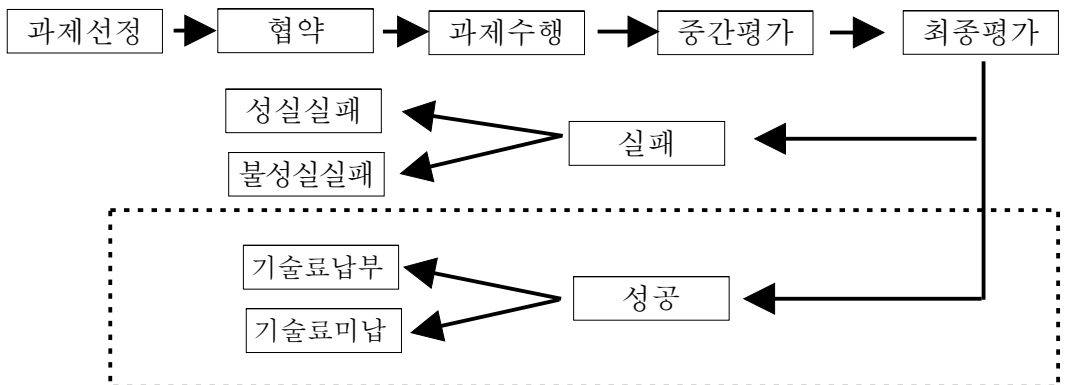 과제선정 협약 과제수행 중간평가 최종평가
성실실패
실패
불성실실패
기술료납부
성공
기술료미납